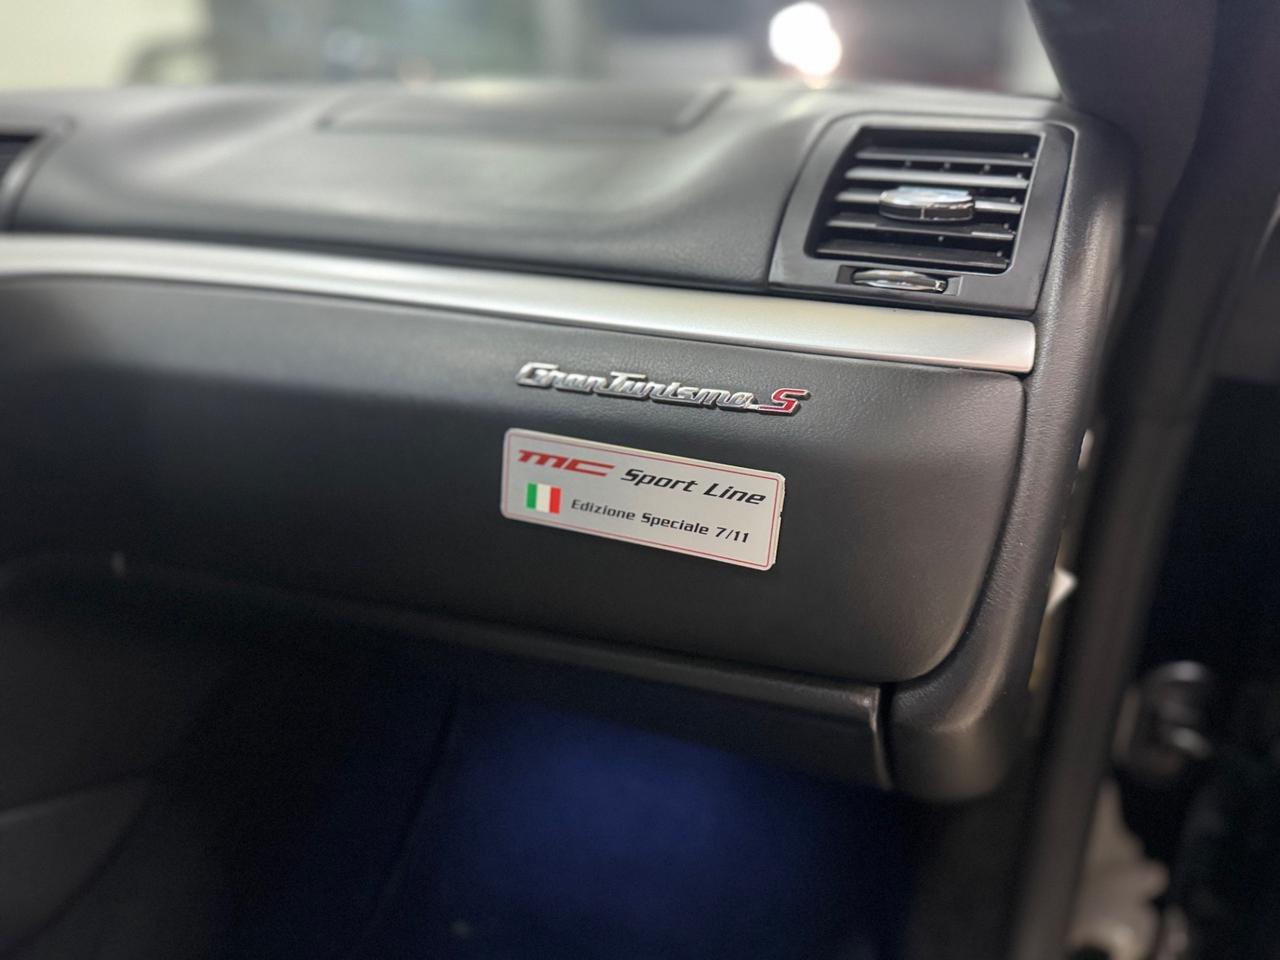 GranTurismo S
MC Sport Line
Edizione Speciale 7/11